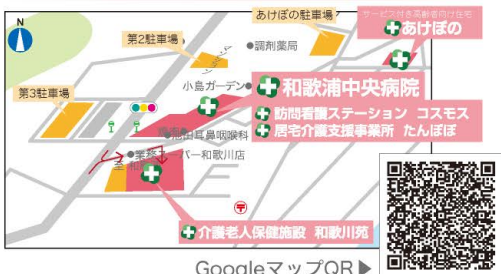 N
あけぼの駐車場
サービス付き高齢者向け住宅
あけぼの
第2駐車場
●調剤薬局
小島ガーデン●
第3駐車場
和歌浦中央病院
訪問看護ステーション コスモス
居宅介護支援事業所 たんぽぽ
池田耳鼻咽喉科
●業務スーパー和歌川店
介護老人保健施設 和歌川苑
GoogleマップQR▶